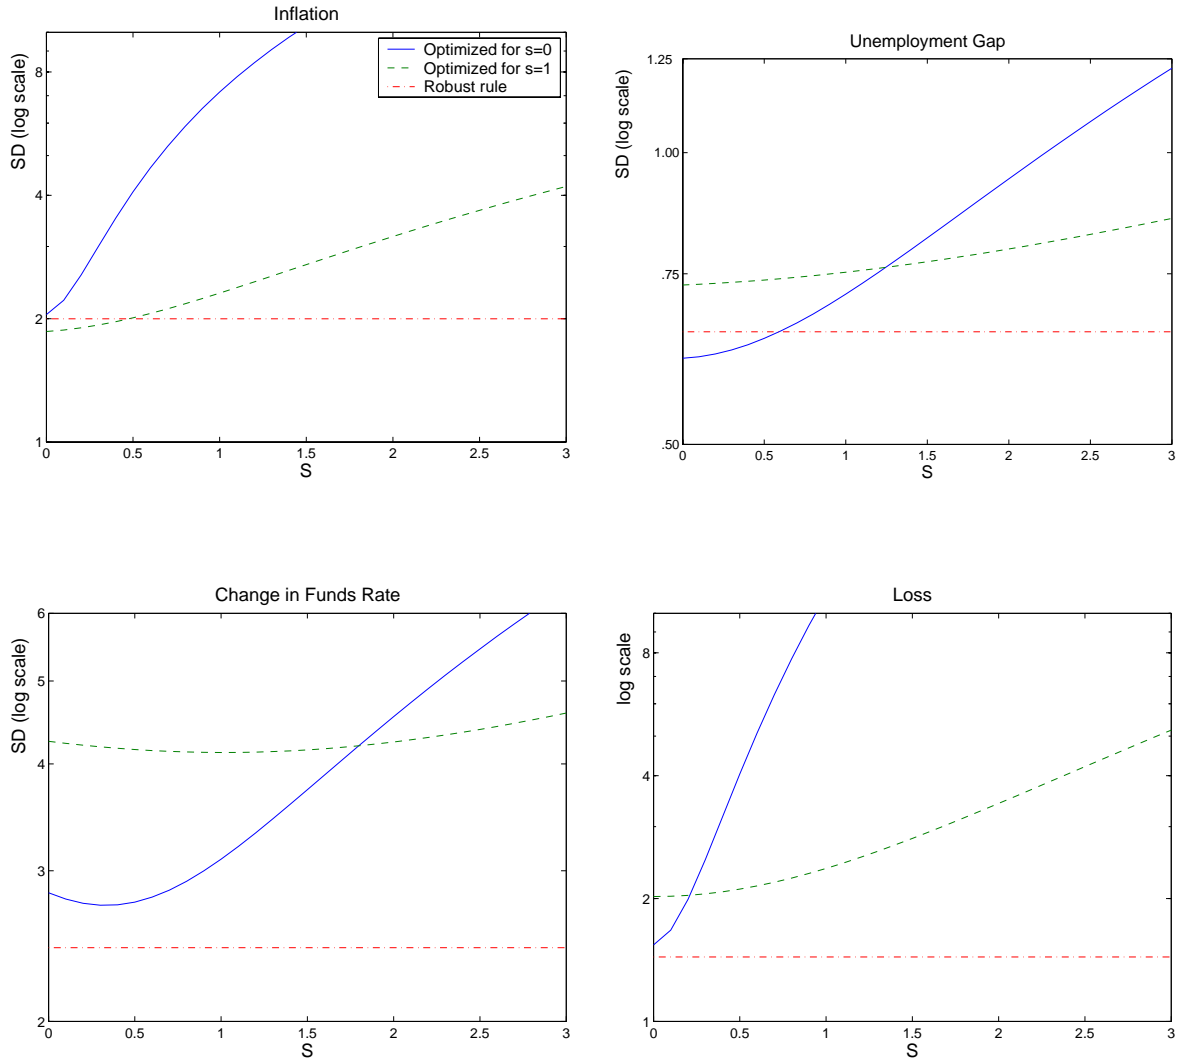 Inflation
SD (log scale)
8
4
2
1
Optimized for s=0
Optimized for s=1
Robust rule
0 0.5 1 1.5 2 2.5 3
S
Unemployment Gap
SD (log scale)
1.25
1.00
.75
.50
0 0.5 1 1.5 2 2.5 3
S
Change in Funds Rate
SD (log scale)
6
5
4
3
2
0 0.5 1 1.5 2 2.5 3
S
Loss
log scale
8
4
2
1
0 0.5 1 1.5 2 2.5 3
S